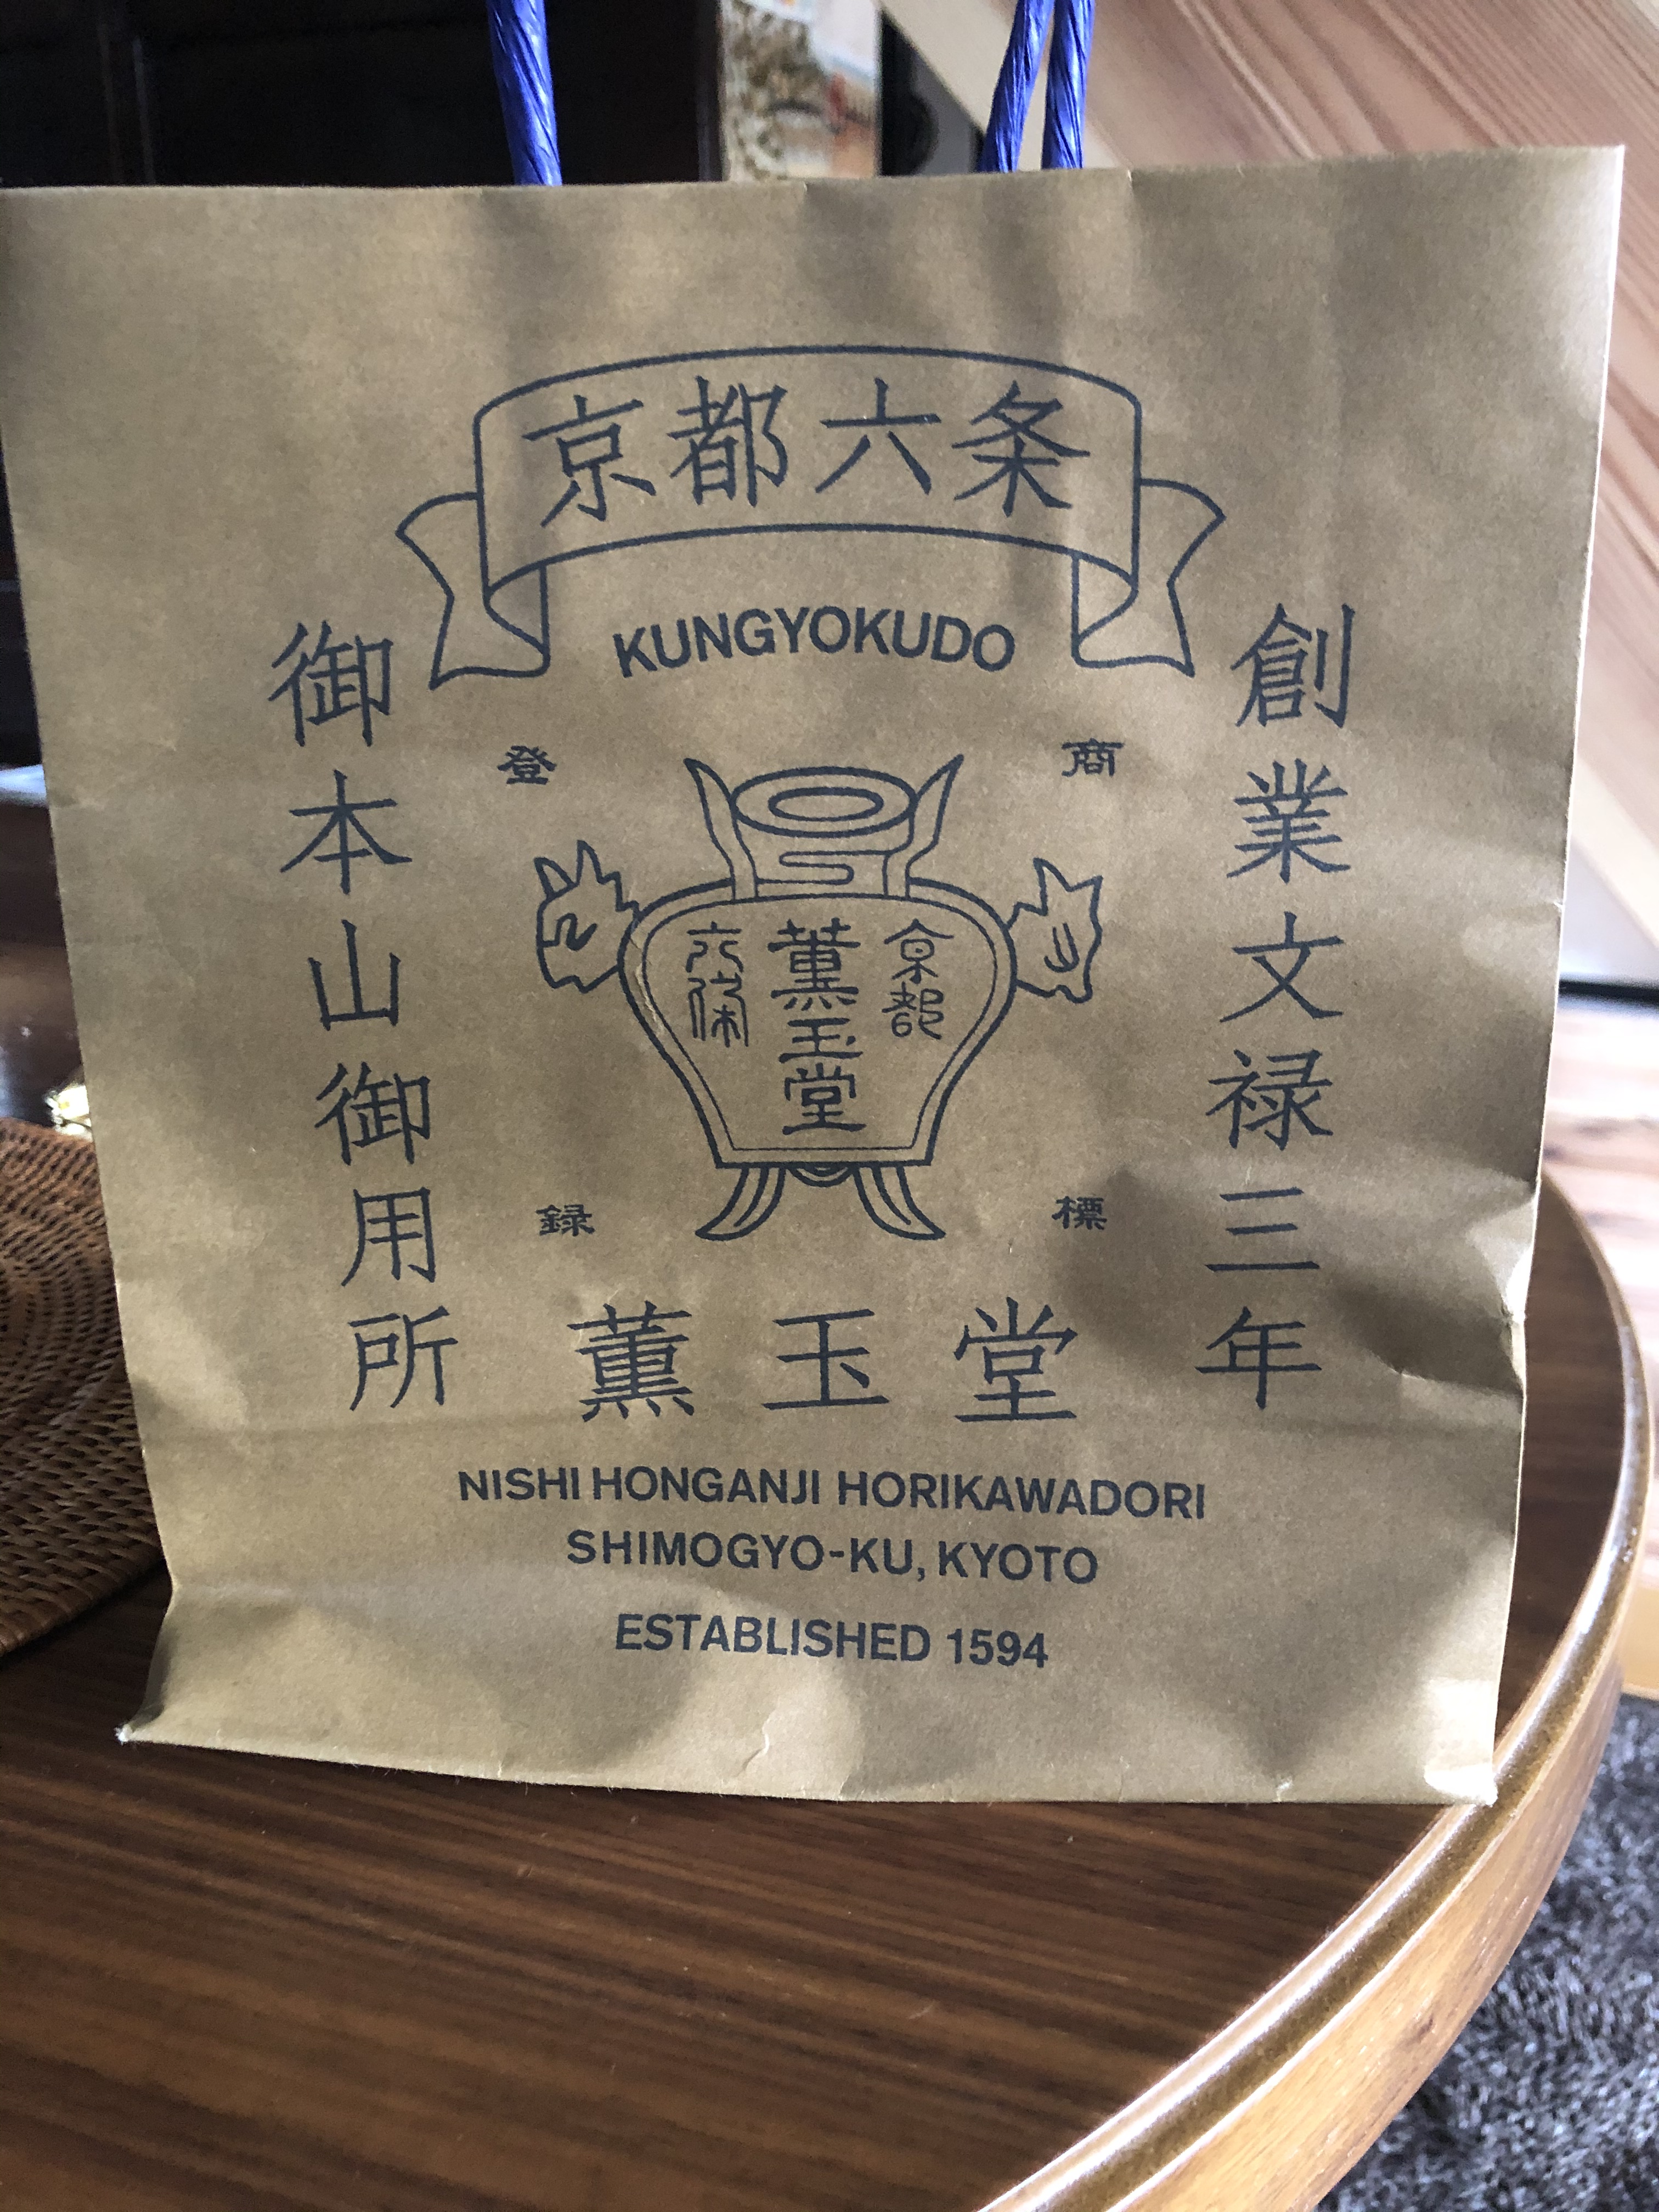 京都六条
KUNGYOKUDO
創業文禄三年
御本山御用所
商標
登録
京都
薫玉堂
六條
薫玉堂
NISHI HONGANJI HORIKAWADORI
SHIMOGYO-KU, KYOTO
ESTABLISHED 1594